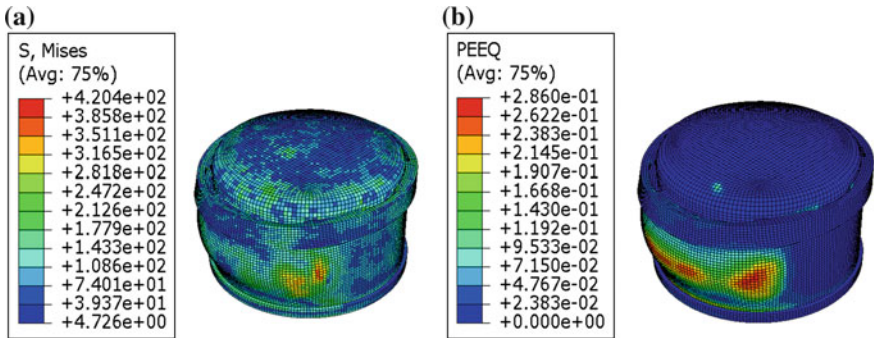 (a)
S, Mises
(Avg: 75%)
+4.204e+02
+3.858e+02
+3.511e+02
+3.165e+02
+2.818e+02
+2.472e+02
+2.126e+02
+1.779e+02
+1.433e+02
+1.086e+02
+7.401e+01
+3.937e+01
+4.726e+00
(b)
PEEQ
(Avg: 75%)
+2.860e-01
+2.622e-01
+2.383e-01
+2.145e-01
+1.907e-01
+1.668e-01
+1.430e-01
+1.192e-01
+9.533e-02
+7.150e-02
+4.767e-02
+2.383e-02
+0.000e+00